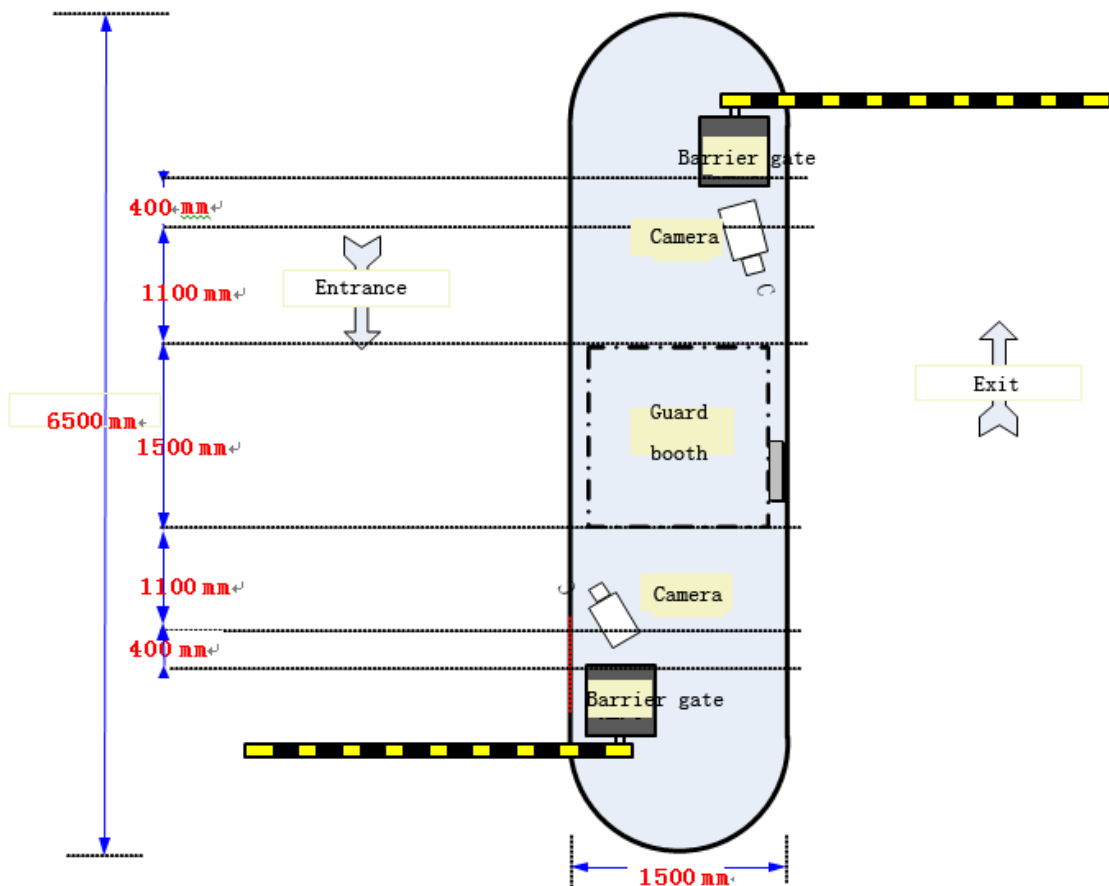 Barrier gate
400 mm
Camera
1100 mm
Entrance
Exit
6500 mm
1500 mm
Guard
booth
1100 mm
Camera
400 mm
Barrier gate
1500 mm